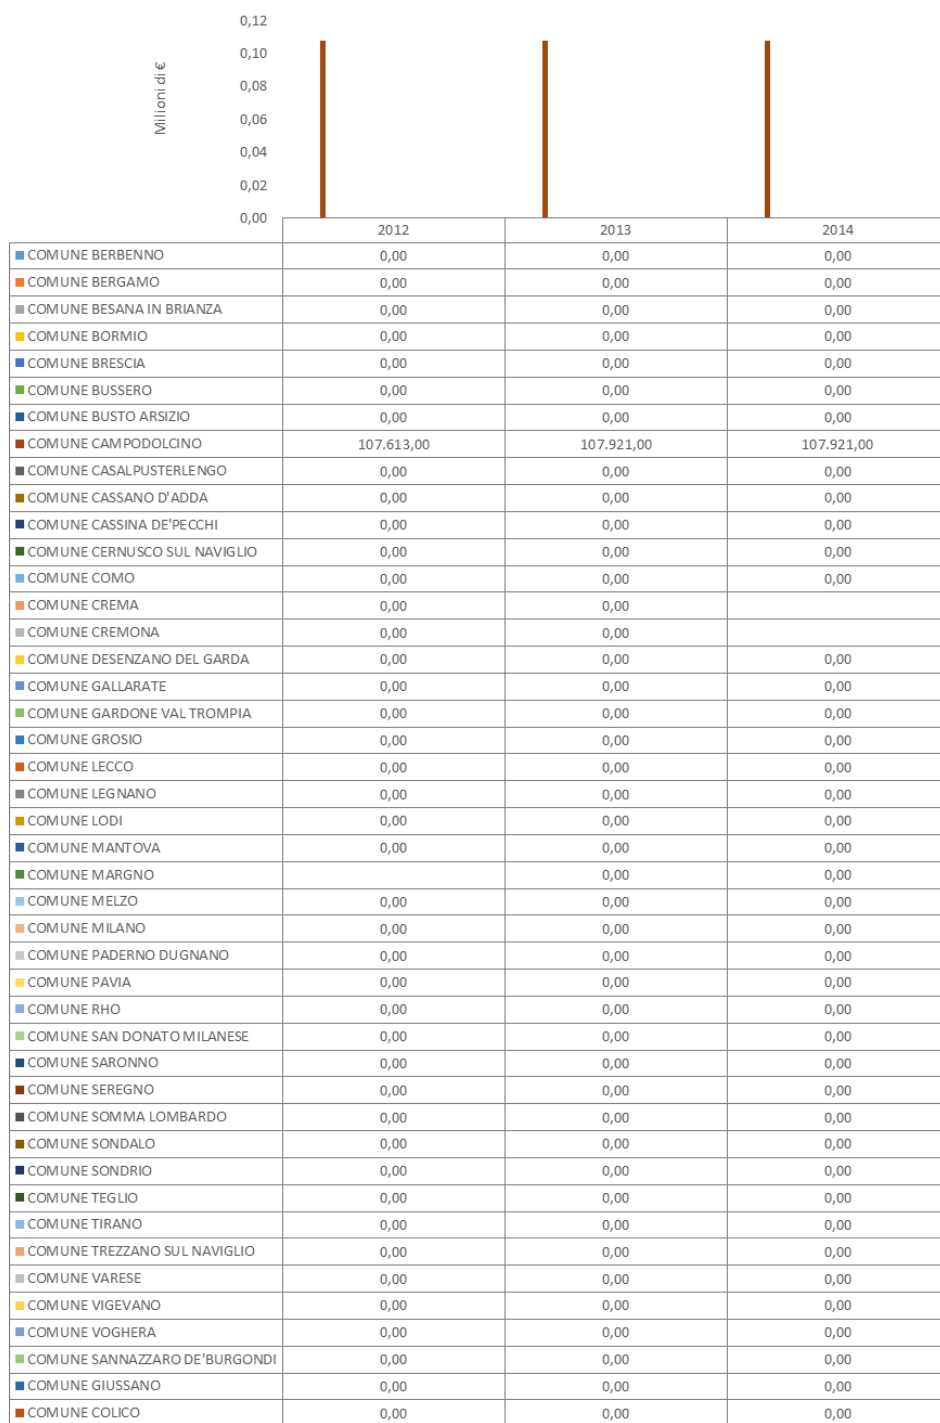 0,12
0,10
0,08
0,06
0,04
0,02
0,00
Milioni di €
2012 2013 2014
COMUNE BERBENNO 0,00 0,00 0,00
COMUNE BERGAMO 0,00 0,00 0,00
COMUNE BESANA IN BRIANZA 0,00 0,00 0,00
COMUNE BORMIO 0,00 0,00 0,00
COMUNE BRESCIA 0,00 0,00 0,00
COMUNE BUSSERO 0,00 0,00 0,00
COMUNE BUSTO ARSIZIO 0,00 0,00 0,00
COMUNE CAMPODOLCINO 107.613,00 107.921,00 107.921,00
COMUNE CASALPUSTERLENGO 0,00 0,00 0,00
COMUNE CASSANO D'ADDA 0,00 0,00 0,00
COMUNE CASSINA DE'PECCHI 0,00 0,00 0,00
COMUNE CERNUSCO SUL NAVIGLIO 0,00 0,00 0,00
COMUNE COMO 0,00 0,00 0,00
COMUNE CREMA 0,00 0,00
COMUNE CREMONA 0,00 0,00
COMUNE DESENZANO DEL GARDA 0,00 0,00 0,00
COMUNE GALLARATE 0,00 0,00 0,00
COMUNE GARDONE VAL TROMPIA 0,00 0,00 0,00
COMUNE GROSIO 0,00 0,00 0,00
COMUNE LECCO 0,00 0,00 0,00
COMUNE LEGNANO 0,00 0,00 0,00
COMUNE LODI 0,00 0,00 0,00
COMUNE MANTOVA 0,00 0,00 0,00
COMUNE MARGNO 0,00 0,00
COMUNE MELZO 0,00 0,00 0,00
COMUNE MILANO 0,00 0,00 0,00
COMUNE PADERNO DUGNANO 0,00 0,00 0,00
COMUNE PAVIA 0,00 0,00 0,00
COMUNE RHO 0,00 0,00 0,00
COMUNE SAN DONATO MILANESE 0,00 0,00 0,00
COMUNE SARONNO 0,00 0,00 0,00
COMUNE SEREGNO 0,00 0,00 0,00
COMUNE SOMMA LOMBARDO 0,00 0,00 0,00
COMUNE SONDALO 0,00 0,00 0,00
COMUNE SONDRIO 0,00 0,00 0,00
COMUNE TEGLIO 0,00 0,00 0,00
COMUNE TIRANO 0,00 0,00 0,00
COMUNE TREZZANO SUL NAVIGLIO 0,00 0,00 0,00
COMUNE VARESE 0,00 0,00 0,00
COMUNE VIGEVANO 0,00 0,00 0,00
COMUNE VOGHERA 0,00 0,00 0,00
COMUNE SANNAZZARO DE'BURGONDI 0,00 0,00 0,00
COMUNE GIUSSANO 0,00 0,00 0,00
COMUNE COLICO 0,00 0,00 0,00